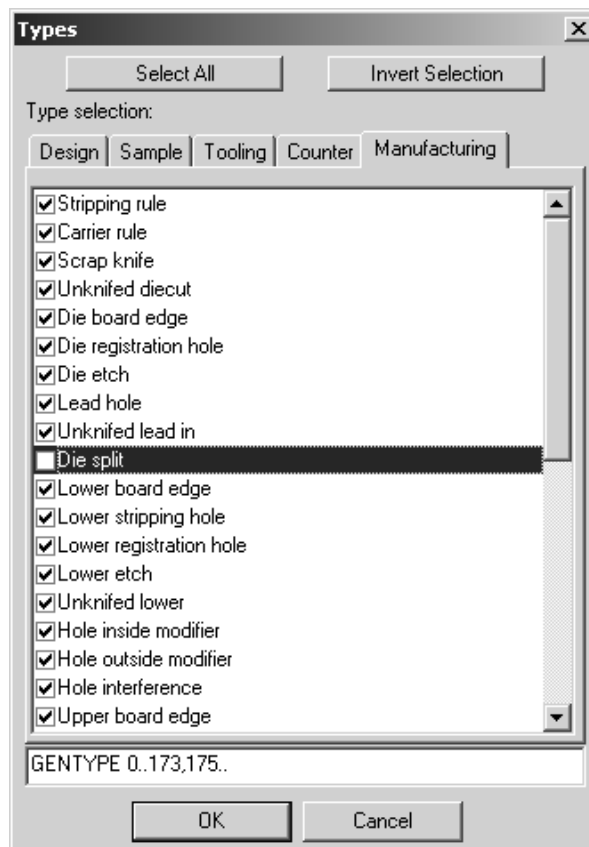 Types
Select All Invert Selection
Type selection:
Design Sample Tooling Counter Manufacturing
Stripping rule
Carrier rule
Scrap knife
Unknifed diecut
Die board edge
Die registration hole
Die etch
Lead hole
Unknifed lead in
Die split
Lower board edge
Lower stripping hole
Lower registration hole
Lower etch
Unknifed lower
Hole inside modifier
Hole outside modifier
Hole interference
Upper board edge
GENTYPE 0..173,175..
OK Cancel